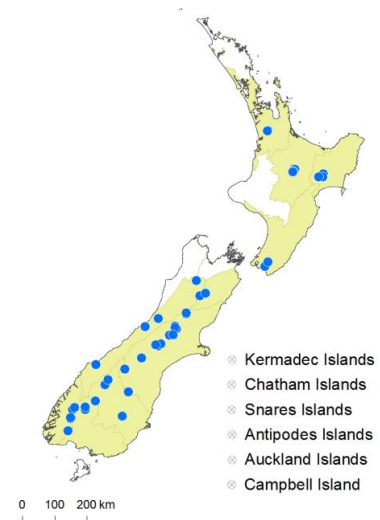 Kermadec Islands
Chatham Islands
Snares Islands
Antipodes Islands
Auckland Islands
Campbell Island
0 100 200 km